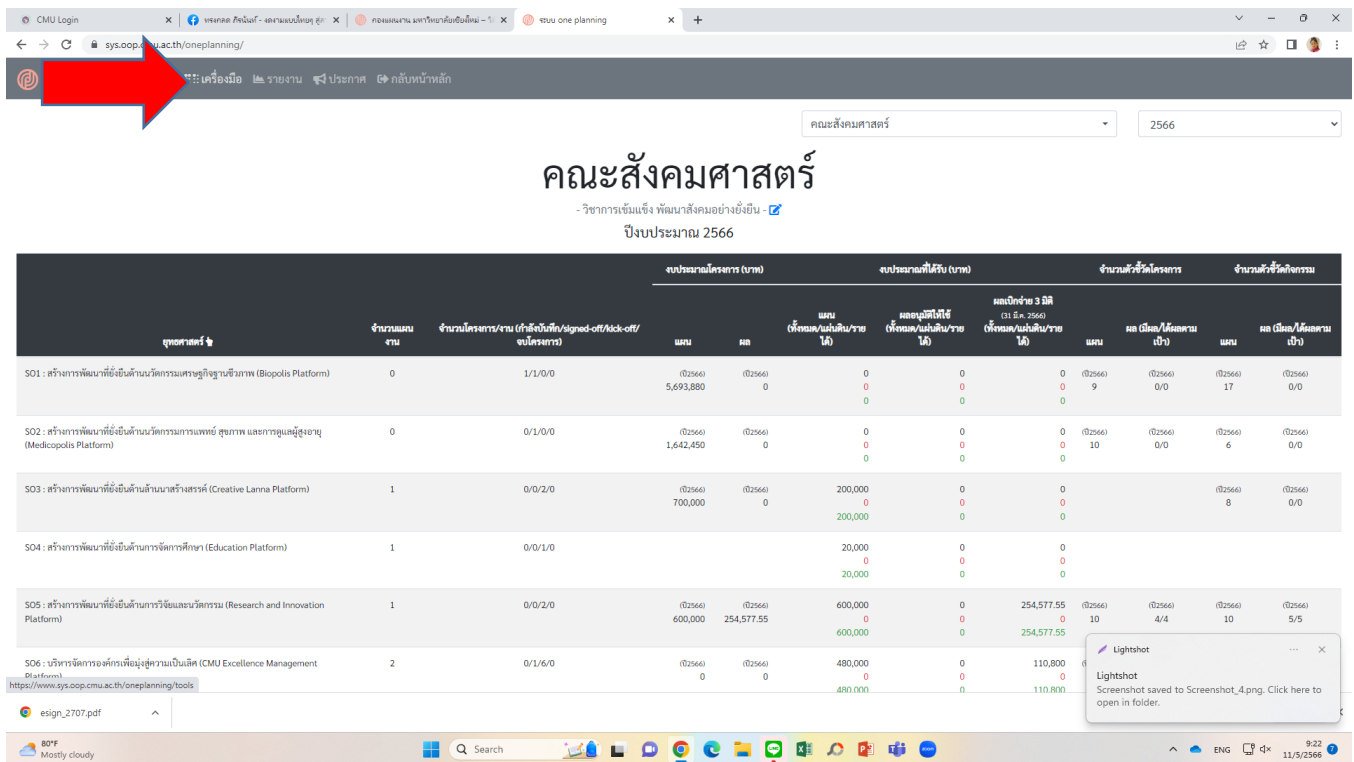 CMU Login
ทรงกลด ภิรนันท์ - งดงามแบบไทยๆ สู่ส
กองแผนงาน มหาวิทยาลัยเชียงใหม่ –
ระบบ one planning
sys.oop.cmu.ac.th/oneplanning/
เครื่องมือ รายงาน ประกาศ กลับหน้าหลัก
คณะสังคมศาสตร์ 2566
คณะสังคมศาสตร์
- วิชาการเข้มแข็ง พัฒนาสังคมอย่างยั่งยืน -
ปีงบประมาณ 2566
งบประมาณโครงการ (บาท) งบประมาณที่ได้รับ (บาท) จำนวนตัวชี้วัดโครงการ จำนวนตัวชี้วัดกิจกรรม
ยุทธศาสตร์ จำนวนแผนงาน จำนวนโครงการ/งาน (กำลังบันทึก/signed-off/kick-off/จบโครงการ) แผน ผล แผน (ทั้งหมด/แผ่นดิน/รายได้) ผลอนุมัติให้ใช้ (ทั้งหมด/แผ่นดิน/รายได้) ผลเบิกจ่าย 3 มิติ (31 มี.ค. 2566) (ทั้งหมด/แผ่นดิน/รายได้) แผน ผล (มีผล/ได้ผลตามเป้า) แผน ผล (มีผล/ได้ผลตามเป้า)
SO1 : สร้างการพัฒนาที่ยั่งยืนด้านนวัตกรรมเศรษฐกิจฐานชีวภาพ (Biopolis Platform) 0 1/1/0/0 (ปี2566) (ปี2566) 0 0 0 (ปี2566) (ปี2566) (ปี2566) (ปี2566)
5,693,880 0 0 0 0 9 0/0 17 0/0
0 0 0
SO2 : สร้างการพัฒนาที่ยั่งยืนด้านนวัตกรรมการแพทย์ สุขภาพ และการดูแลผู้สูงอายุ 0 0/1/0/0 (ปี2566) (ปี2566) 0 0 0 (ปี2566) (ปี2566) (ปี2566) (ปี2566)
(Medicopolis Platform) 1,642,450 0 0 0 0 10 0/0 6 0/0
0 0 0
SO3 : สร้างการพัฒนาที่ยั่งยืนด้านล้านนาสร้างสรรค์ (Creative Lanna Platform) 1 0/0/2/0 (ปี2566) (ปี2566) 200,000 0 0 (ปี2566) (ปี2566)
700,000 0 0 0 0 8 0/0
200,000 0 0
SO4 : สร้างการพัฒนาที่ยั่งยืนด้านการจัดการศึกษา (Education Platform) 1 0/0/1/0 20,000 0 0
0 0 0
20,000 0 0
SO5 : สร้างการพัฒนาที่ยั่งยืนด้านการวิจัยและนวัตกรรม (Research and Innovation 1 0/0/2/0 (ปี2566) (ปี2566) 600,000 0 254,577.55 (ปี2566) (ปี2566) (ปี2566) (ปี2566)
Platform) 600,000 254,577.55 0 0 0 10 4/4 10 5/5
600,000 0 254,577.55
SO6 : บริหารจัดการองค์กรเพื่อมุ่งสู่ความเป็นเลิศ (CMU Excellence Management 2 0/1/6/0 (ปี2566) (ปี2566) 480,000 0 110,800
Platform) 0 0 0 0 0
480,000 0 110,800
https://www.sys.oop.cmu.ac.th/oneplanning/tools
Lightshot
Lightshot
Screenshot saved to Screenshot_4.png. Click here to
open in folder.
esign_2707.pdf
80°F
Mostly cloudy
Search
ENG
9:22
11/5/2566